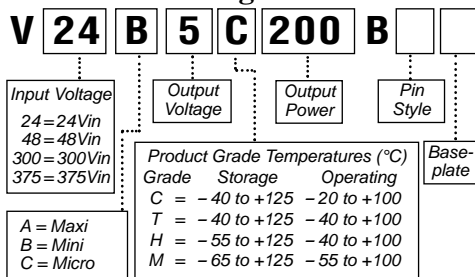 V 24 B 5 C 200 B
Input Voltage
24 = 24Vin
48 = 48Vin
300 = 300Vin
375 = 375Vin
Output
Voltage
Output
Power
Pin
Style
Base-
plate
Product Grade Temperatures (°C)
Grade Storage Operating
C = – 40 to +125 – 20 to +100
T = – 40 to +125 – 40 to +100
H = – 55 to +125 – 40 to +100
M = – 65 to +125 – 55 to +100
A = Maxi
B = Mini
C = Micro